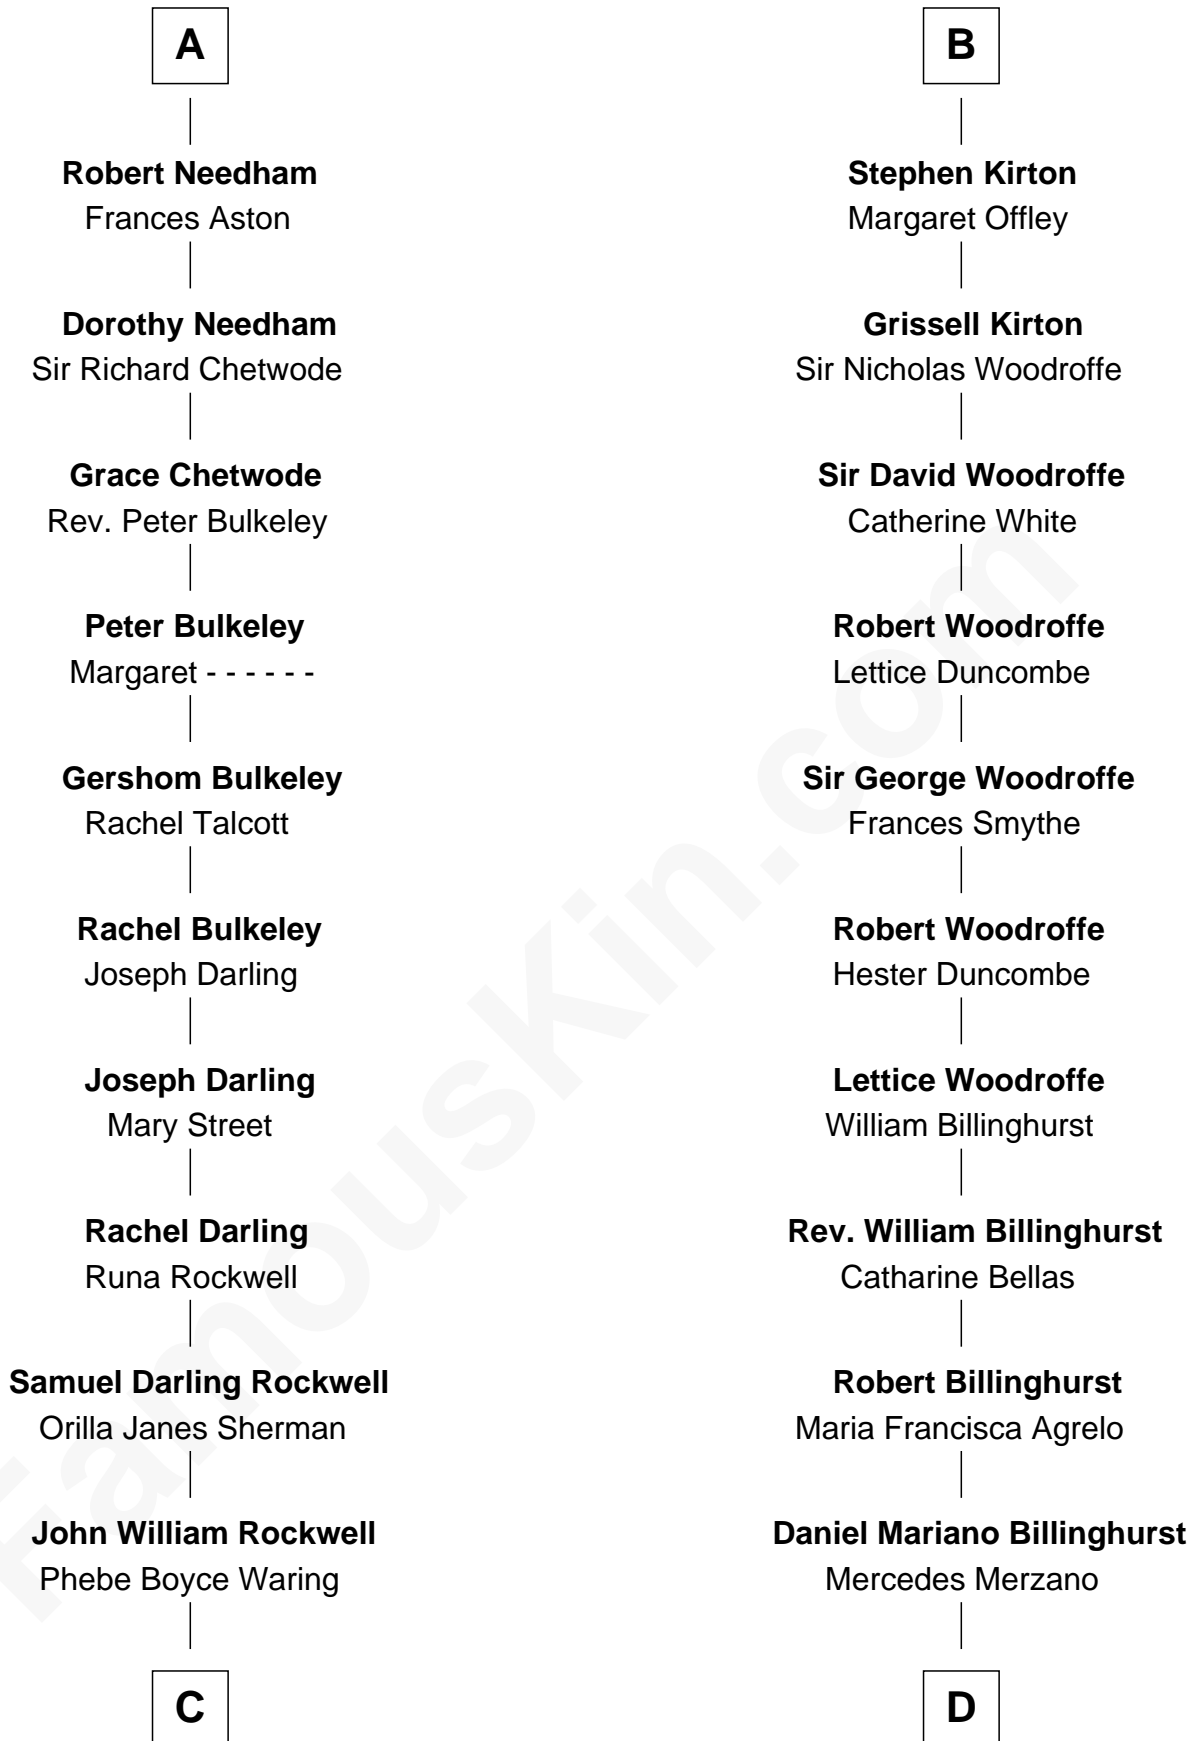 A
Robert Needham
Frances Aston
Dorothy Needham
Sir Richard Chetwode
Grace Chetwode
Rev. Peter Bulkeley
Peter Bulkeley
Margaret - - - - - -
Gershom Bulkeley
Rachel Talcott
Rachel Bulkeley
Joseph Darling
Joseph Darling
Mary Street
Rachel Darling
Runa Rockwell
Samuel Darling Rockwell
Orilla Janes Sherman
John William Rockwell
Phebe Boyce Waring
C
B
Stephen Kirton
Margaret Offley
Grissell Kirton
Sir Nicholas Woodroffe
Sir David Woodroffe
Catherine White
Robert Woodroffe
Lettice Duncombe
Sir George Woodroffe
Frances Smythe
Robert Woodroffe
Hester Duncombe
Lettice Woodroffe
William Billinghurst
Rev. William Billinghurst
Catharine Bellas
Robert Billinghurst
Maria Francisca Agrelo
Daniel Mariano Billinghurst
Mercedes Merzano
D
FamousKin.com